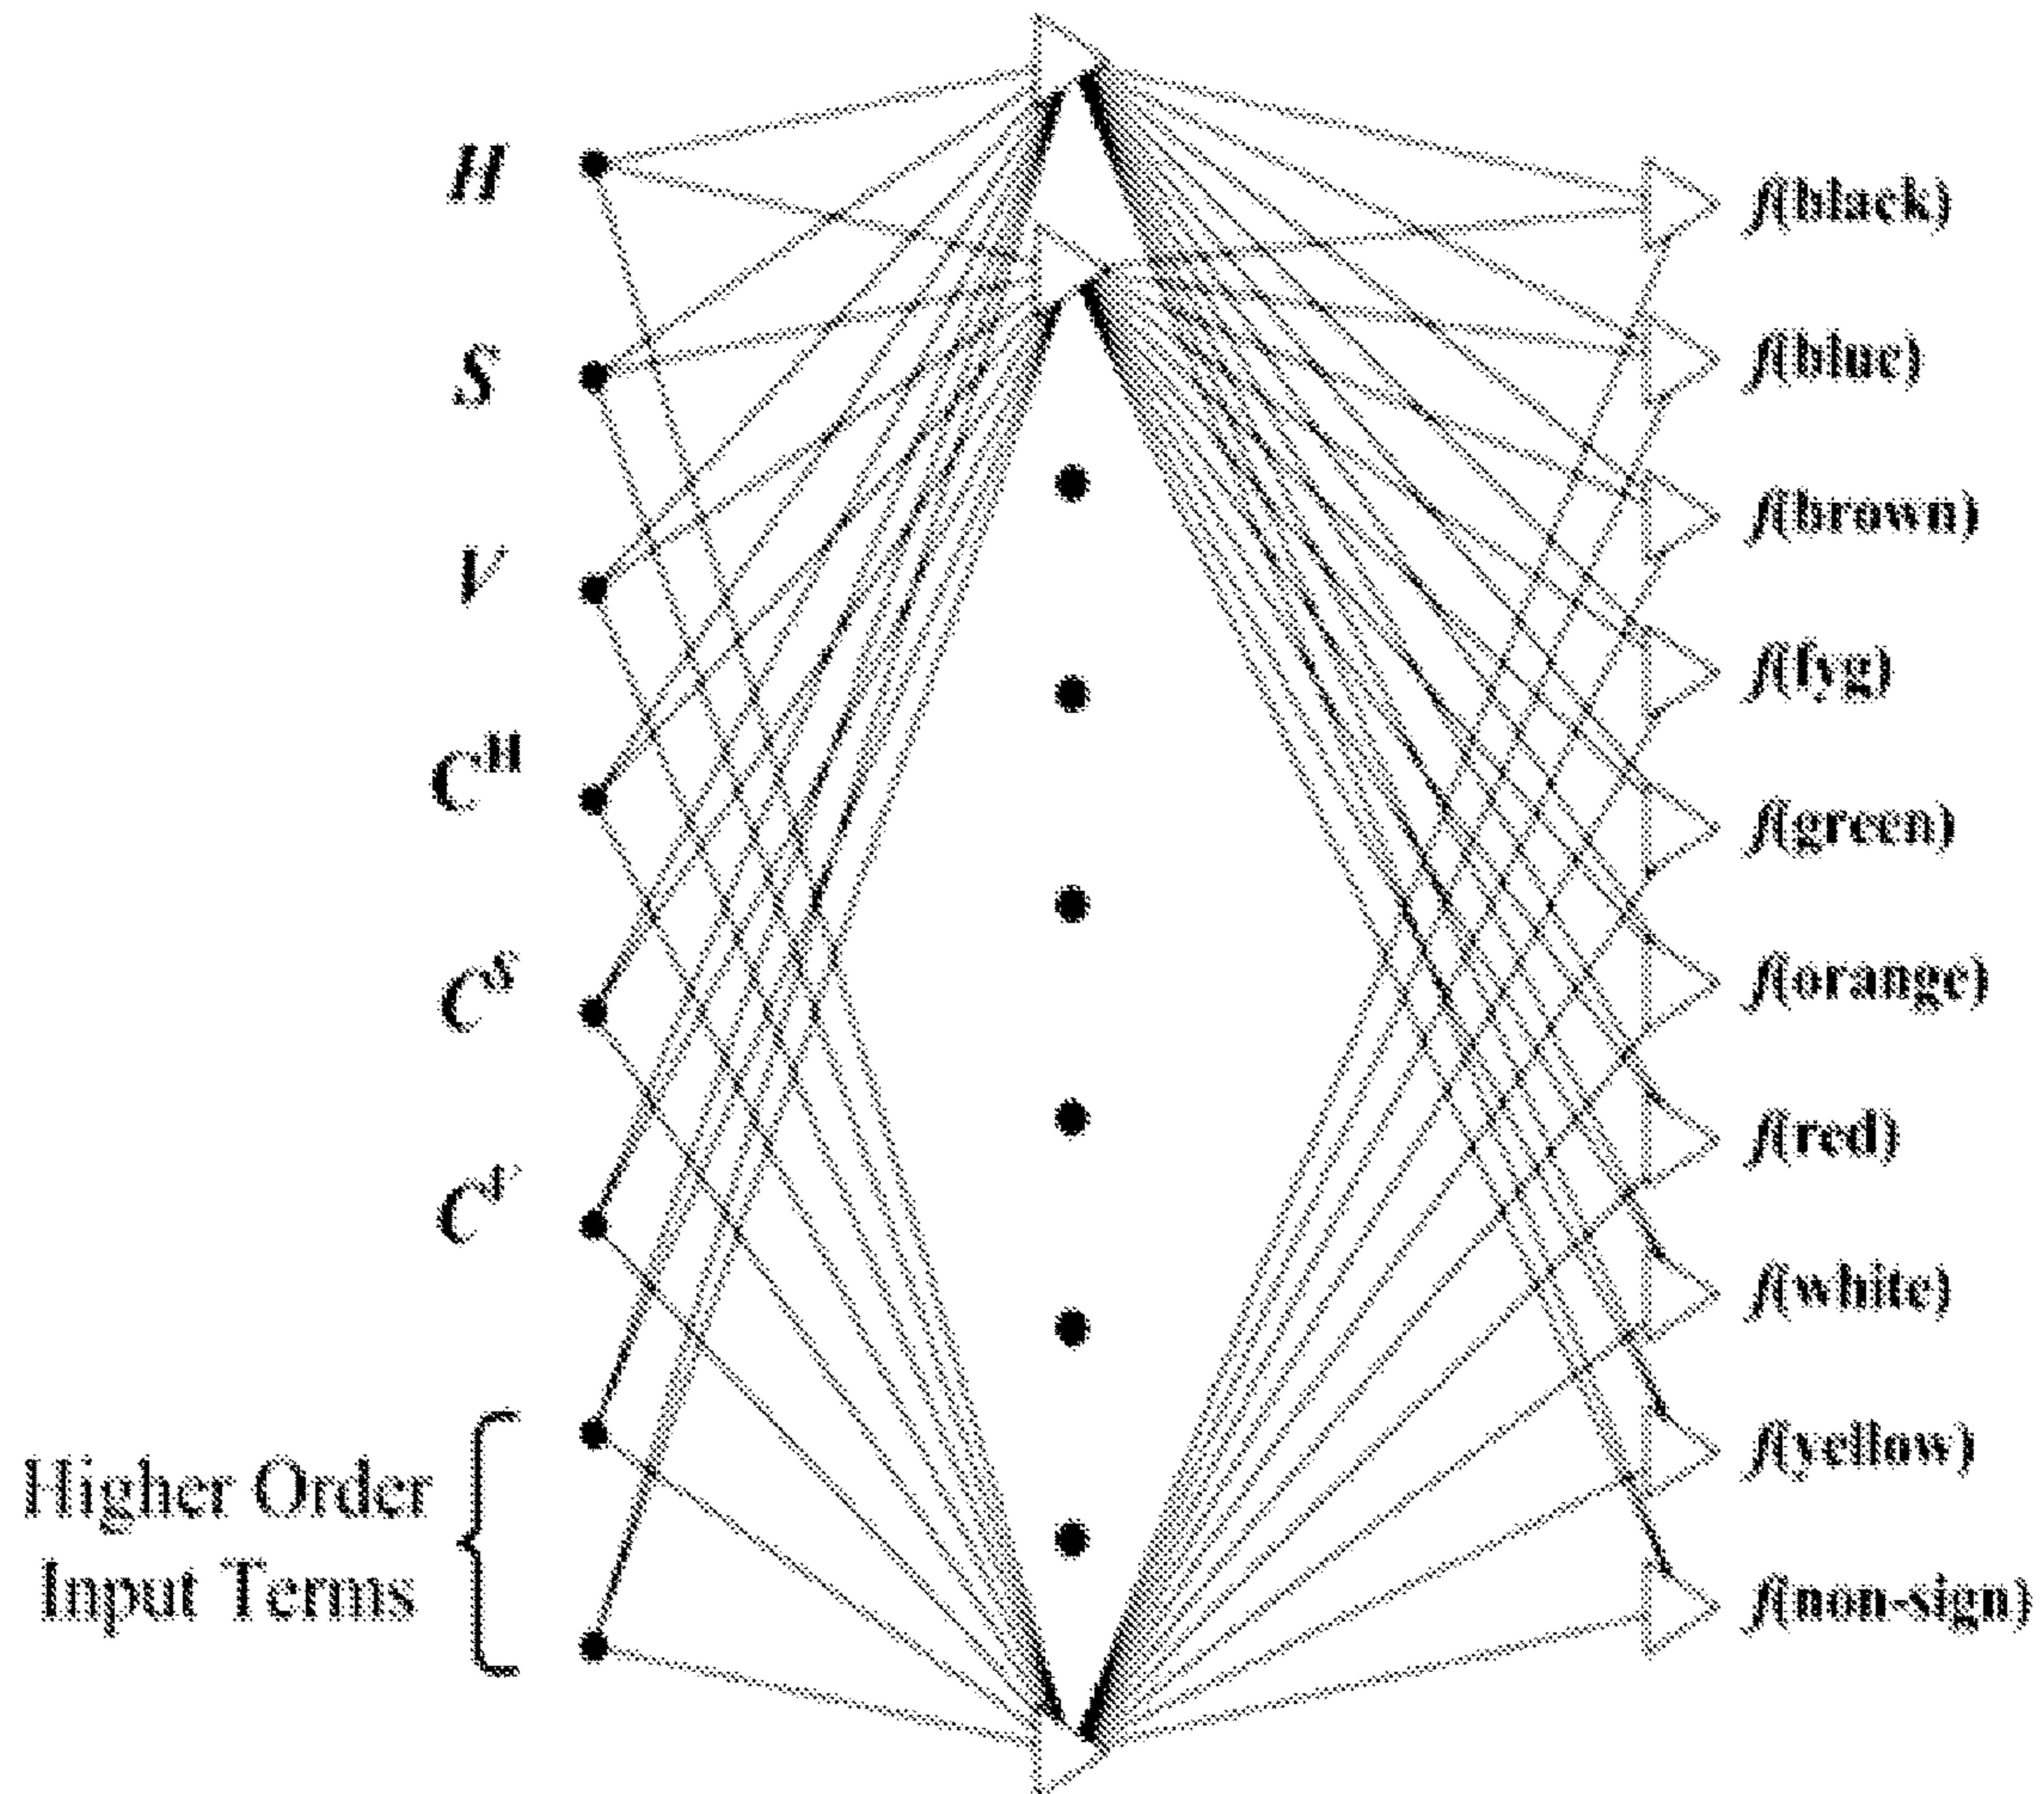 H
S
V
C^H
C^S
C^V
Higher Order
Input Terms
f(black)
f(blue)
f(brown)
f(fyg)
f(green)
f(orange)
f(red)
f(white)
f(yellow)
f(non-sign)